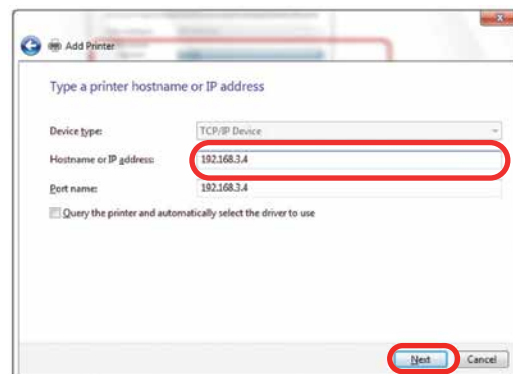 Add Printer
Type a printer hostname or IP address
Device type: TCP/IP Device
Hostname or IP address: 192.168.3.4
Port name: 192.168.3.4
Query the printer and automatically select the driver to use
Next Cancel